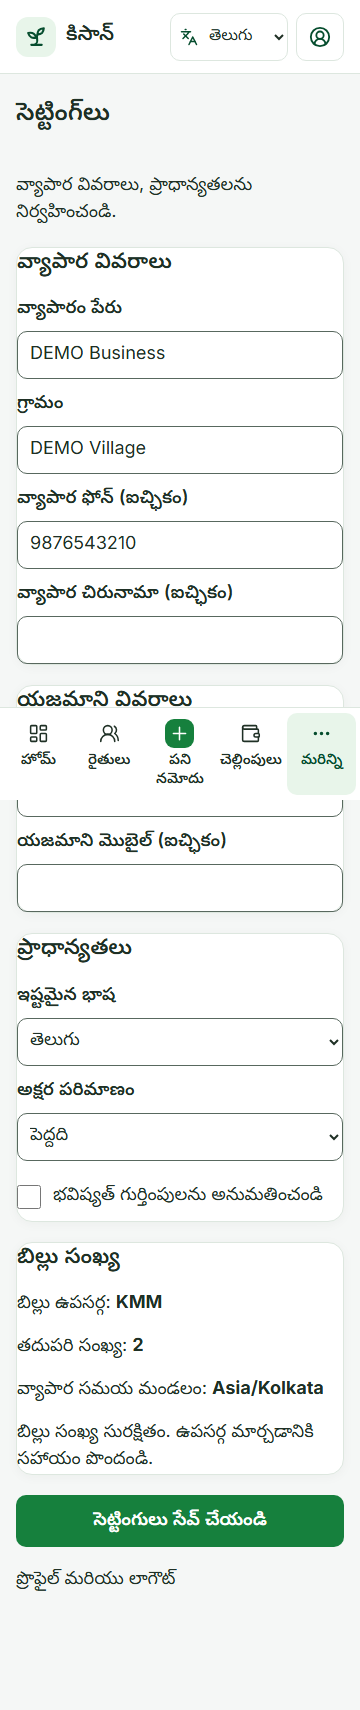 కిసాన్
తెలుగు
సెట్టింగ్‌లు
వ్యాపార వివరాలు, ప్రాధాన్యతలను
నిర్వహించండి.
వ్యాపార వివరాలు
వ్యాపారం పేరు
DEMO Business
గ్రామం
DEMO Village
వ్యాపార ఫోన్ (ఐచ్ఛికం)
9876543210
వ్యాపార చిరునామా (ఐచ్ఛికం)
యజమాని వివరాలు
హోమ్
రైతులు
పని
నమోదు
చెల్లింపులు
మరిన్ని
యజమాని మొబైల్ (ఐచ్ఛికం)
ప్రాధాన్యతలు
ఇష్టమైన భాష
తెలుగు
అక్షర పరిమాణం
పెద్దది
భవిష్యత్ గుర్తింపులను అనుమతించండి
బిల్లు సంఖ్య
బిల్లు ఉపసర్గ: KMM
తదుపరి సంఖ్య: 2
వ్యాపార సమయ మండలం: Asia/Kolkata
బిల్లు సంఖ్య సురక్షితం. ఉపసర్గ మార్చడానికి
సహాయం పొందండి.
సెట్టింగులు సేవ్ చేయండి
ప్రొఫైల్ మరియు లాగౌట్